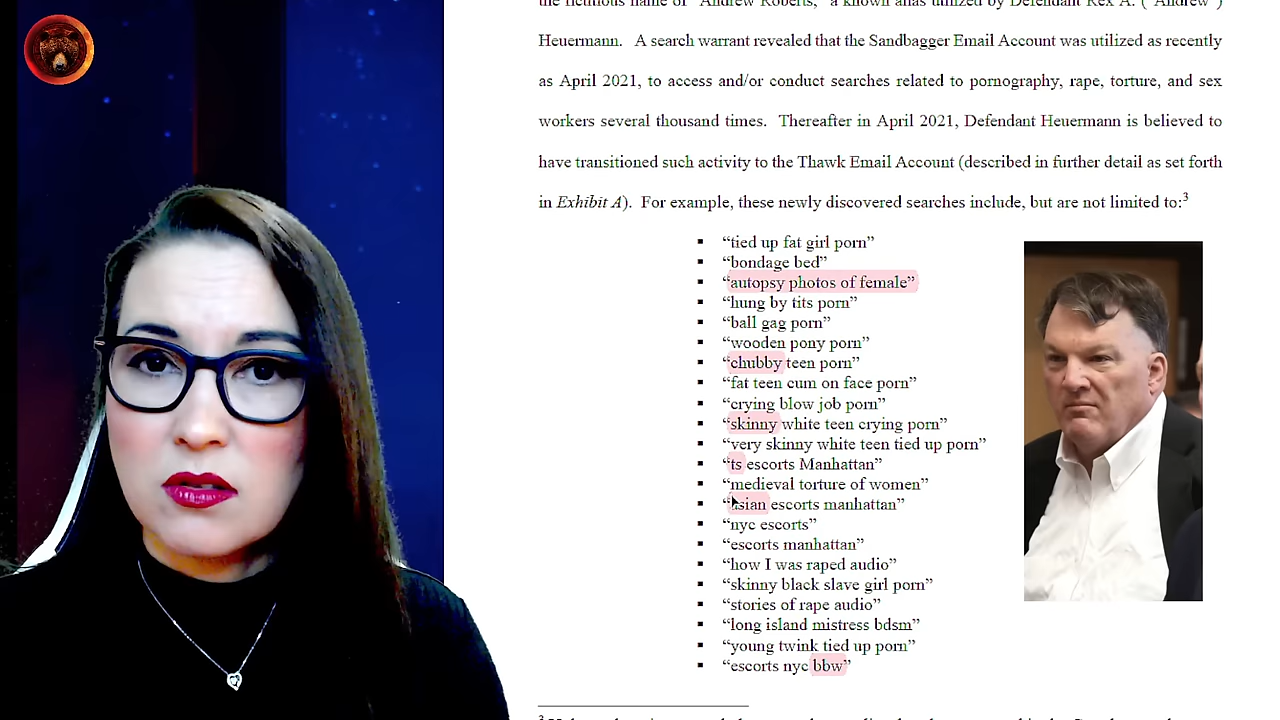 the fictitious name of "Andrew Roberts," a known alias utilized by Defendant Rex A. ("Andrew")
Heuermann. A search warrant revealed that the Sandbagger Email Account was utilized as recently
as April 2021, to access and/or conduct searches related to pornography, rape, torture, and sex
workers several thousand times. Thereafter in April 2021, Defendant Heuermann is believed to
have transitioned such activity to the Thawk Email Account (described in further detail as set forth
in Exhibit A). For example, these newly discovered searches include, but are not limited to:3
▪ “tied up fat girl porn”
▪ “bondage bed”
▪ “autopsy photos of female”
▪ “hung by tits porn”
▪ “ball gag porn”
▪ “wooden pony porn”
▪ “chubby teen porn”
▪ “fat teen cum on face porn”
▪ “crying blow job porn”
▪ “skinny white teen crying porn”
▪ “very skinny white teen tied up porn”
▪ “ts escorts Manhattan”
▪ “medieval torture of women”
▪ “asian escorts manhattan”
▪ “nyc escorts”
▪ “escorts manhattan”
▪ “how I was raped audio”
▪ “skinny black slave girl porn”
▪ “stories of rape audio”
▪ “long island mistress bdsm”
▪ “young twink tied up porn”
▪ “escorts nyc bbw”